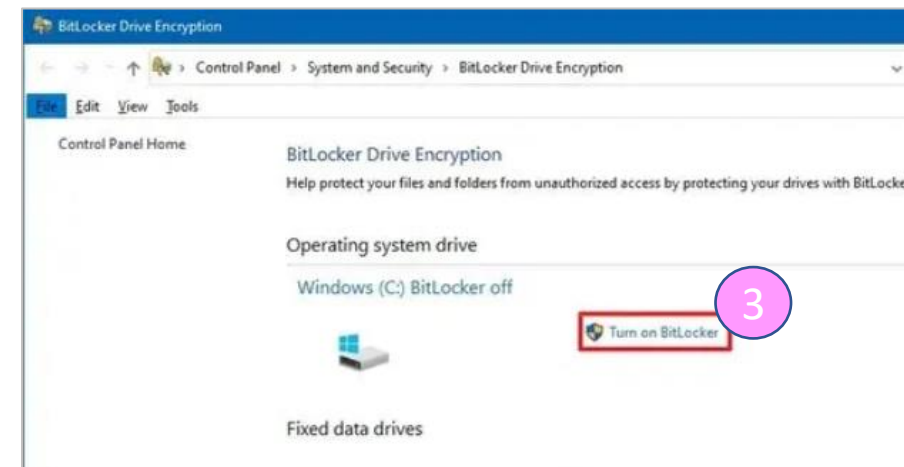 BitLocker Drive Encryption
Control Panel > System and Security > BitLocker Drive Encryption
File Edit View Tools
Control Panel Home
BitLocker Drive Encryption
Help protect your files and folders from unauthorized access by protecting your drives with BitLocke
Operating system drive
Windows (C:) BitLocker off
3
Turn on BitLocker
Fixed data drives